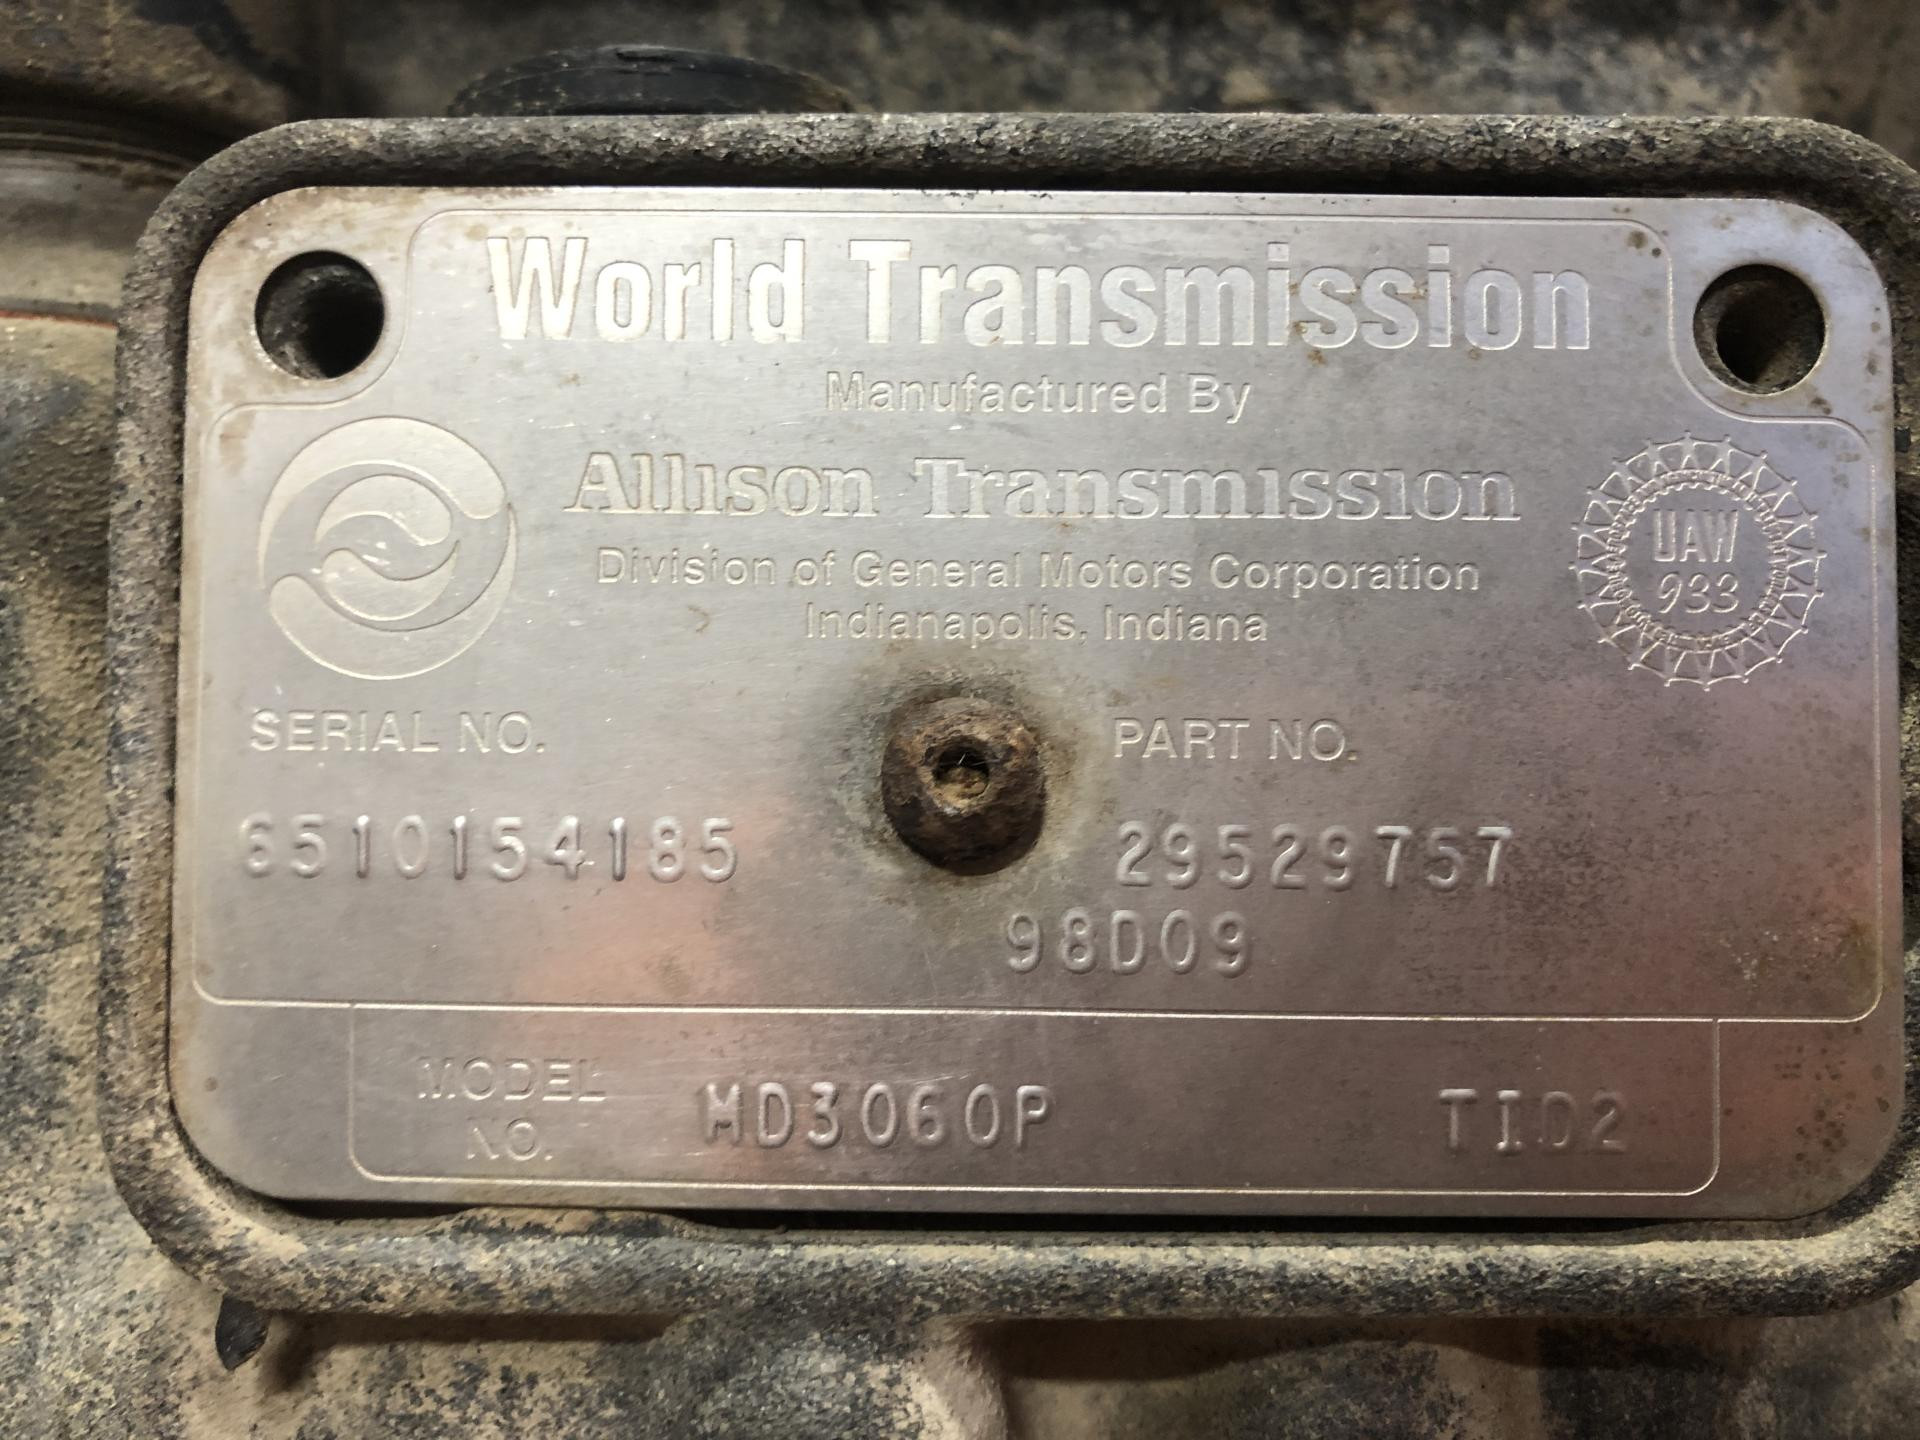 World Transmission
Manufactured By
Allison Transmission
Division of General Motors Corporation
Indianapolis, Indiana
UAW
933
SERIAL NO.
PART NO.
6510154185
29529757
98D09
MODEL
NO.
MD3060P
TID2